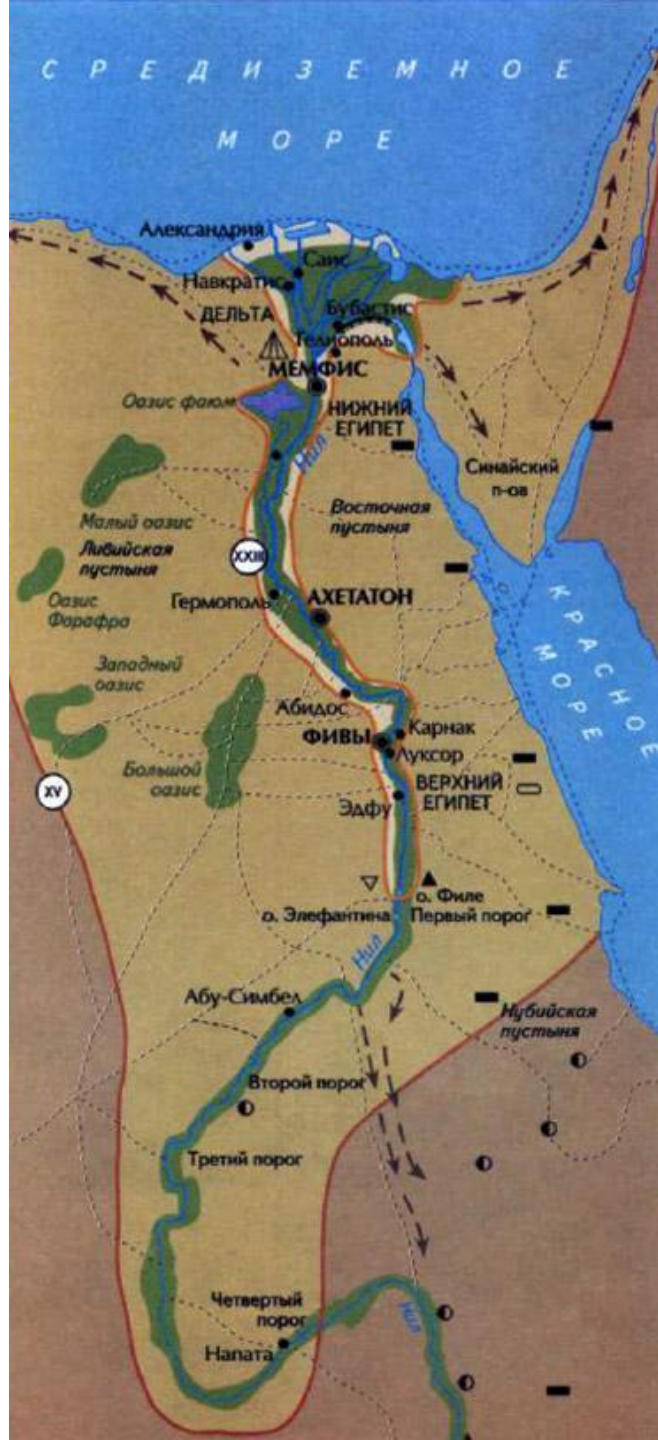 СРЕДИЗЕМНОЕ
МОРЕ
Александрия
Саис
Навкратис
ДЕЛЬТА
Бубастис
Гелиополь
МЕМФИС
Оазис фаюм
НИЖНИЙ
ЕГИПЕТ
Нил
Синайский
п-ов
Малый оазис
Восточная
пустыня
Ливийская
пустыня
XXIII
Оазис
Фарафра
Гермополь
АХЕТАТОН
КРАСНОЕ
МОРЕ
Западный
оазис
Абидос
Карнак
ФИВЫ
Луксор
Большой
оазис
ВЕРХНИЙ
ЕГИПЕТ
XV
Эдфу
о. Филе
о. Элефантина
Первый порог
Нил
Абу-Симбел
Нубийская
пустыня
Второй порог
Третий порог
Четвертый
порог
Нил
Напата